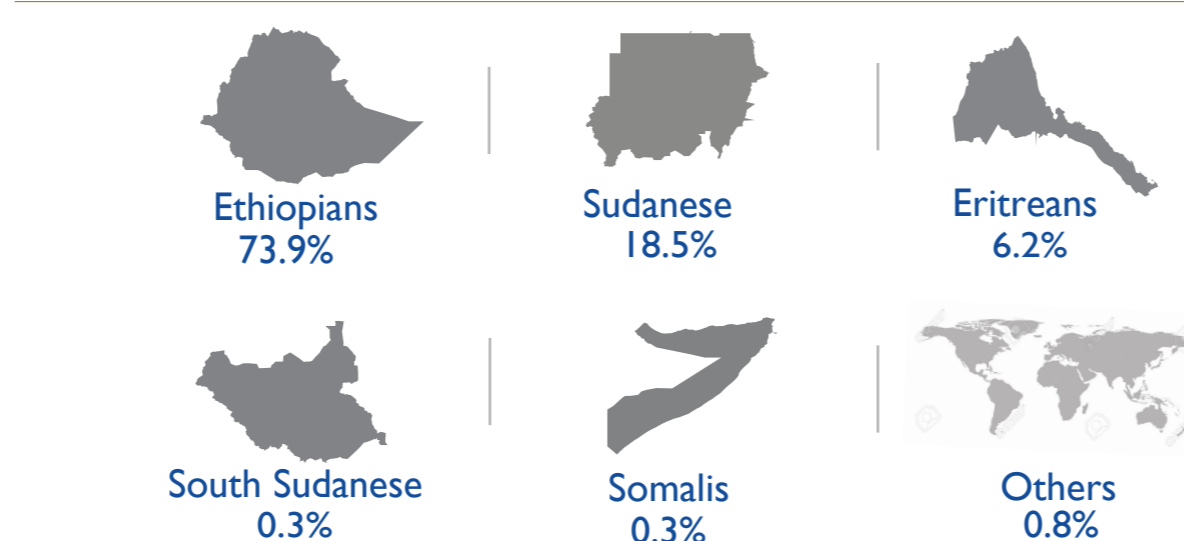 Ethiopians
73.9%
Sudanese
18.5%
Eritreans
6.2%
South Sudanese
0.3%
Somalis
0.3%
Others
0.8%